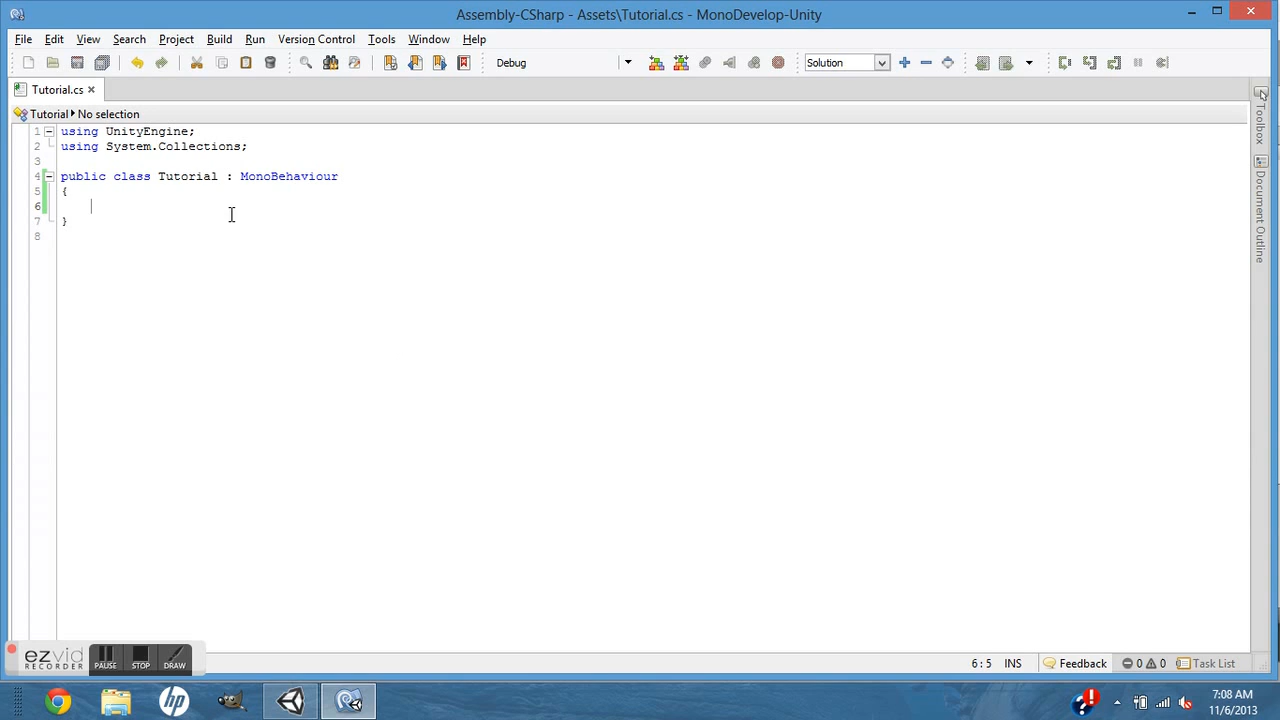 Assembly-CSharp - Assets\Tutorial.cs - MonoDevelop-Unity
File Edit View Search Project Build Run Version Control Tools Window Help
Debug Solution
Tutorial.cs
Tutorial No selection
1 using UnityEngine;
2 using System.Collections;
3
4 public class Tutorial : MonoBehaviour
5 {
6
7 }
8
Toolbox
Document Outline
ezvid
RECORDER
PAUSE STOP DRAW
6 : 5 INS Feedback 0 0 Task List
hp
7:08 AM
11/6/2013